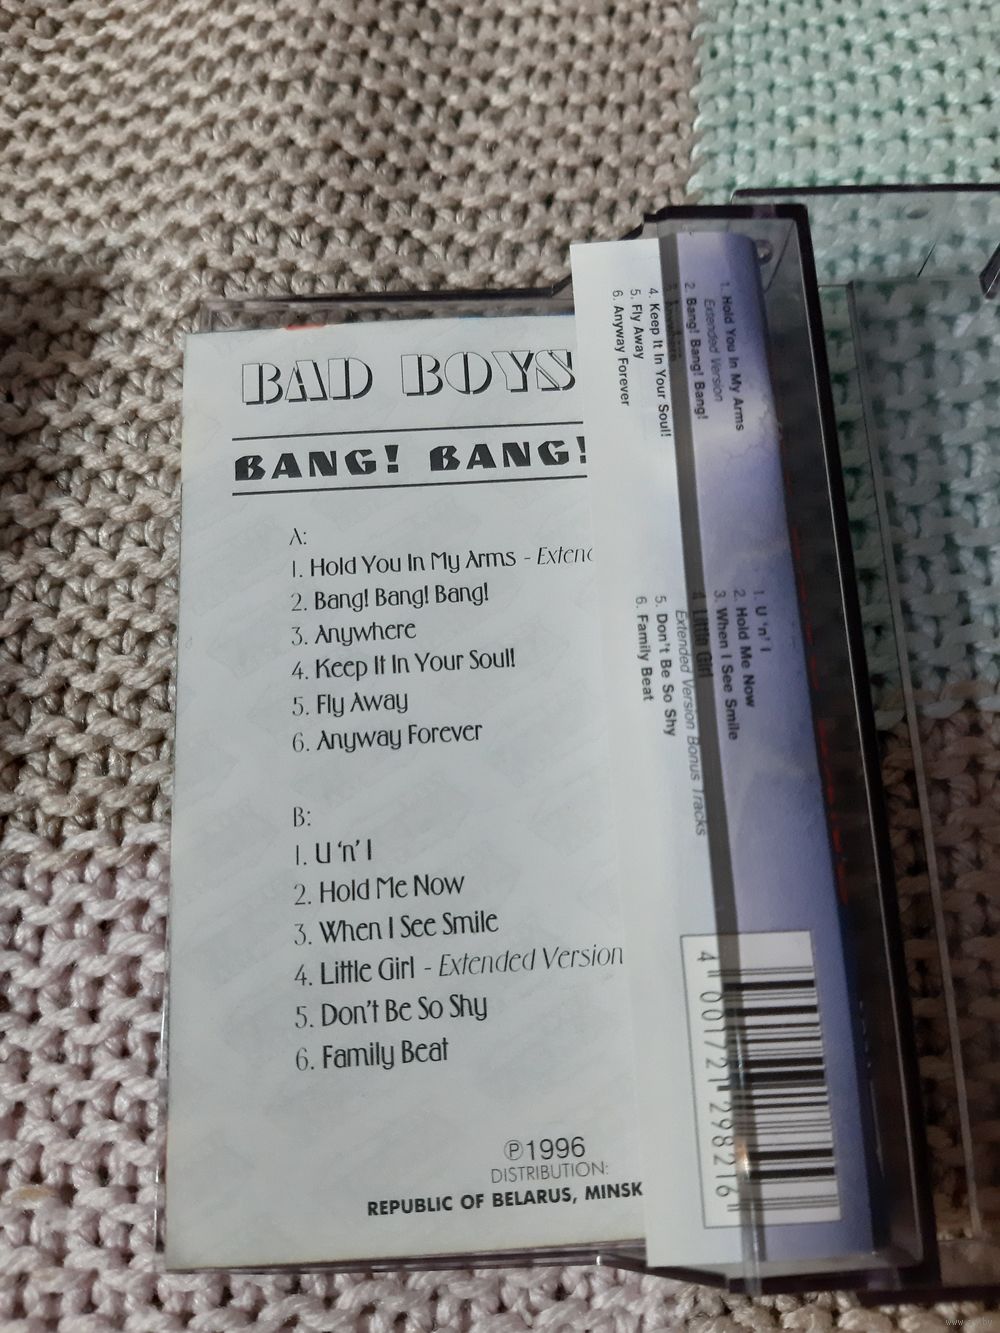 BAD BOYS
BANG! BANG!
A:
1. Hold You In My Arms - Extend
2. Bang! Bang! Bang!
3. Anywhere
4. Keep It In Your Soul!
5. Fly Away
6. Anyway Forever
B:
1. U 'n' I
2. Hold Me Now
3. When I See Smile
4. Little Girl - Extended Version
5. Don't Be So Shy
6. Family Beat
℗1996
DISTRIBUTION:
REPUBLIC OF BELARUS, MINSK
1. Hold You In My Arms
Extended Version
2. Bang! Bang! Bang!
3. Anywhere
4. Keep It In Your Soul!
5. Fly Away
6. Anyway Forever
1. U 'n' I
2. Hold Me Now
3. When I See Smile
4. Little Girl
Extended Version Bonus Tracks
5. Don't Be So Shy
6. Family Beat
4 001721 298216